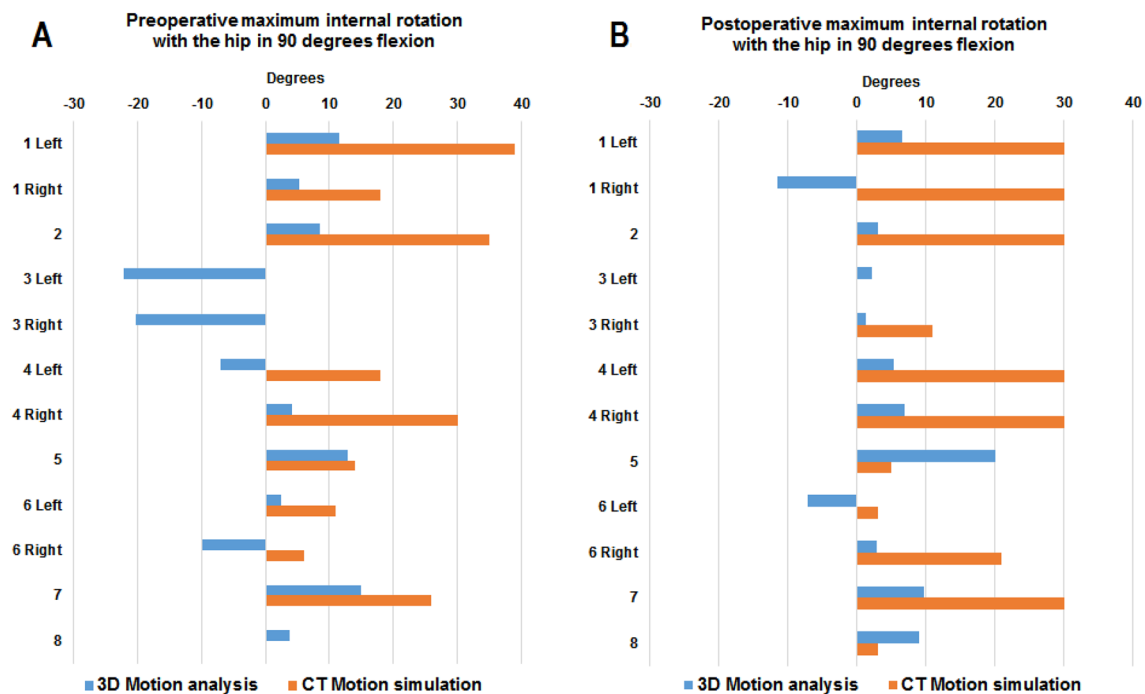 A
Preoperative maximum internal rotation
with the hip in 90 degrees flexion
Degrees
-30 -20 -10 0 10 20 30 40
1 Left
1 Right
2
3 Left
3 Right
4 Left
4 Right
5
6 Left
6 Right
7
8
3D Motion analysis CT Motion simulation
B
Postoperative maximum internal rotation
with the hip in 90 degrees flexion
Degrees
-30 -20 -10 0 10 20 30 40
1 Left
1 Right
2
3 Left
3 Right
4 Left
4 Right
5
6 Left
6 Right
7
8
3D Motion analysis CT Motion simulation